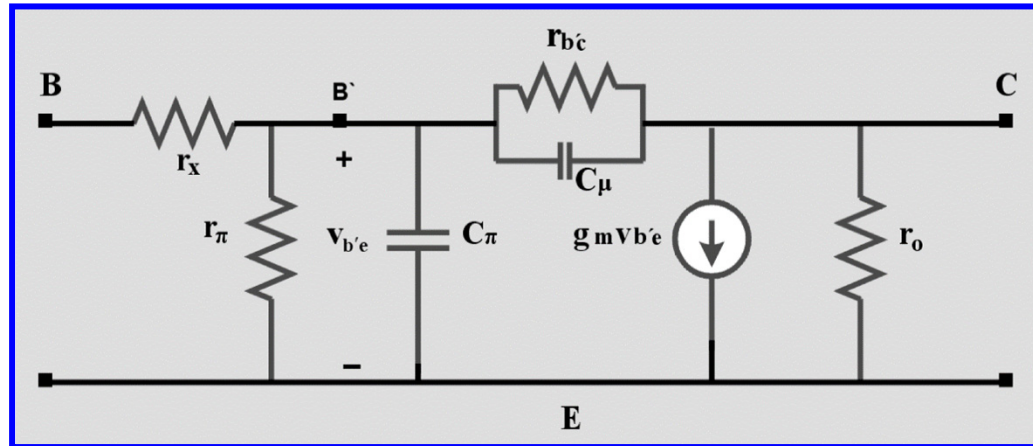 r_b'c
B
B`
C
r_x
+
C_μ
r_π
v_b'e
C_π
g_m v_b'e
r_o
−
E